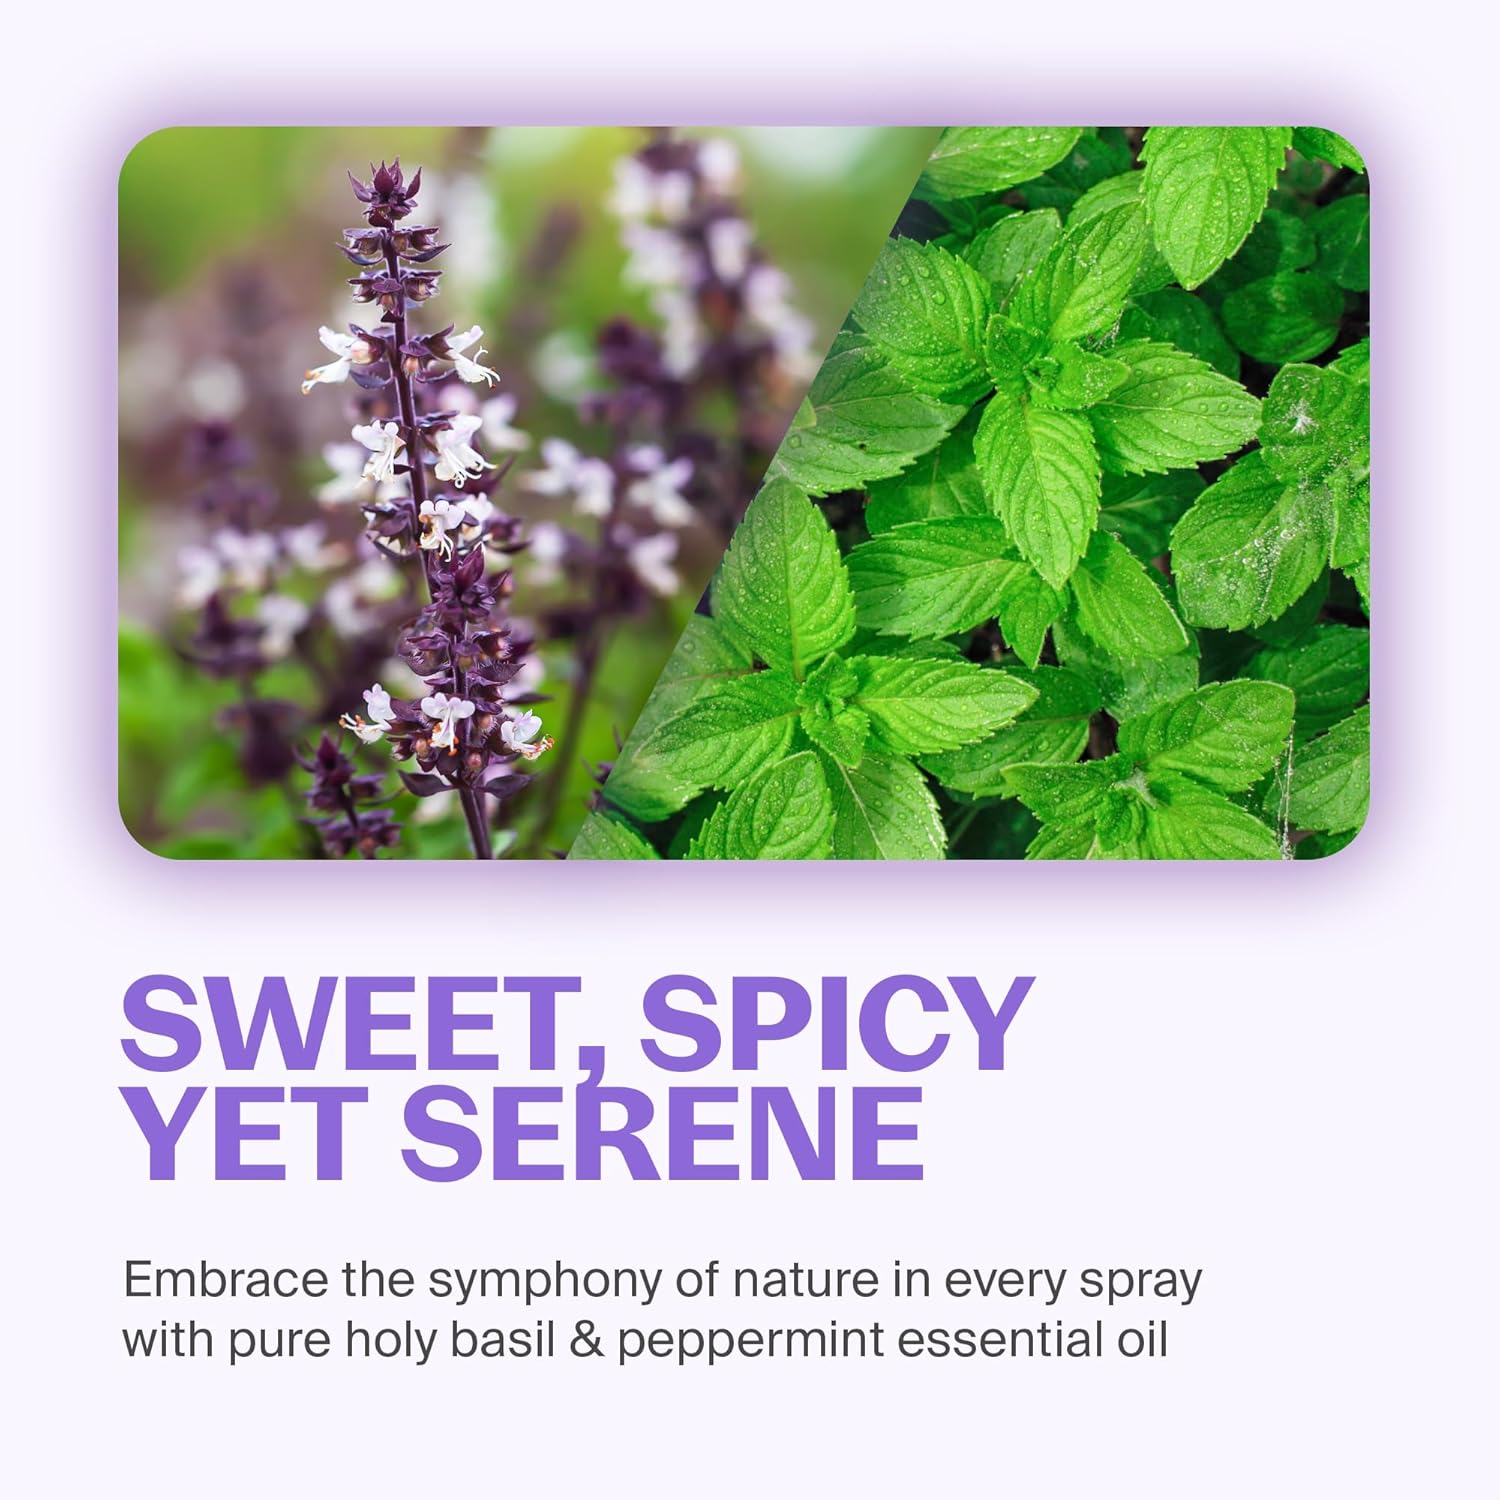 SWEET, SPICY
YET SERENE
Embrace the symphony of nature in every spray
with pure holy basil & peppermint essential oil